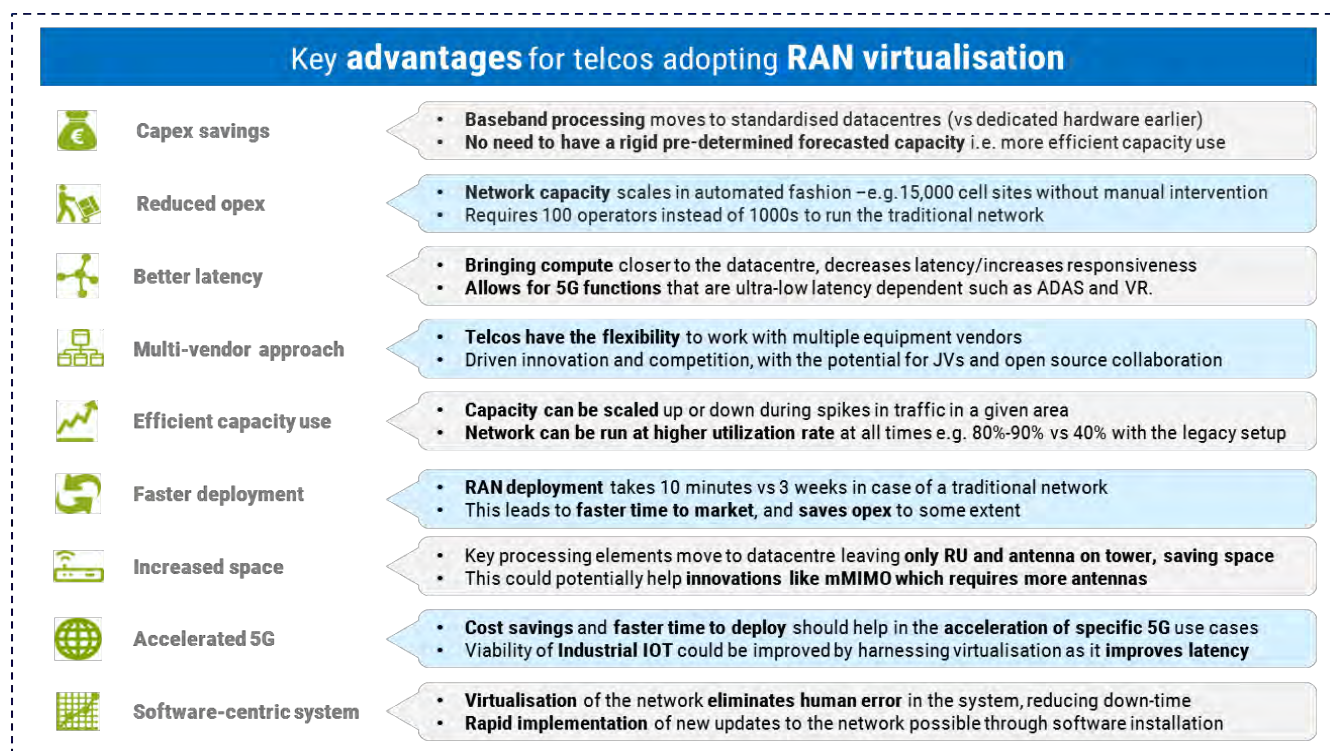 Key advantages for telcos adopting RAN virtualisation
€
Capex savings
• Baseband processing moves to standardised datacentres (vs dedicated hardware earlier)
• No need to have a rigid pre-determined forecasted capacity i.e. more efficient capacity use
Reduced opex
• Network capacity scales in automated fashion –e.g. 15,000 cell sites without manual intervention
• Requires 100 operators instead of 1000s to run the traditional network
Better latency
• Bringing compute closer to the datacentre, decreases latency/increases responsiveness
• Allows for 5G functions that are ultra-low latency dependent such as ADAS and VR.
Multi-vendor approach
• Telcos have the flexibility to work with multiple equipment vendors
• Driven innovation and competition, with the potential for JVs and open source collaboration
Efficient capacity use
• Capacity can be scaled up or down during spikes in traffic in a given area
• Network can be run at higher utilization rate at all times e.g. 80%-90% vs 40% with the legacy setup
Faster deployment
• RAN deployment takes 10 minutes vs 3 weeks in case of a traditional network
• This leads to faster time to market, and saves opex to some extent
Increased space
• Key processing elements move to datacentre leaving only RU and antenna on tower, saving space
• This could potentially help innovations like mMIMO which requires more antennas
Accelerated 5G
• Cost savings and faster time to deploy should help in the acceleration of specific 5G use cases
• Viability of Industrial IOT could be improved by harnessing virtualisation as it improves latency
Software-centric system
• Virtualisation of the network eliminates human error in the system, reducing down-time
• Rapid implementation of new updates to the network possible through software installation